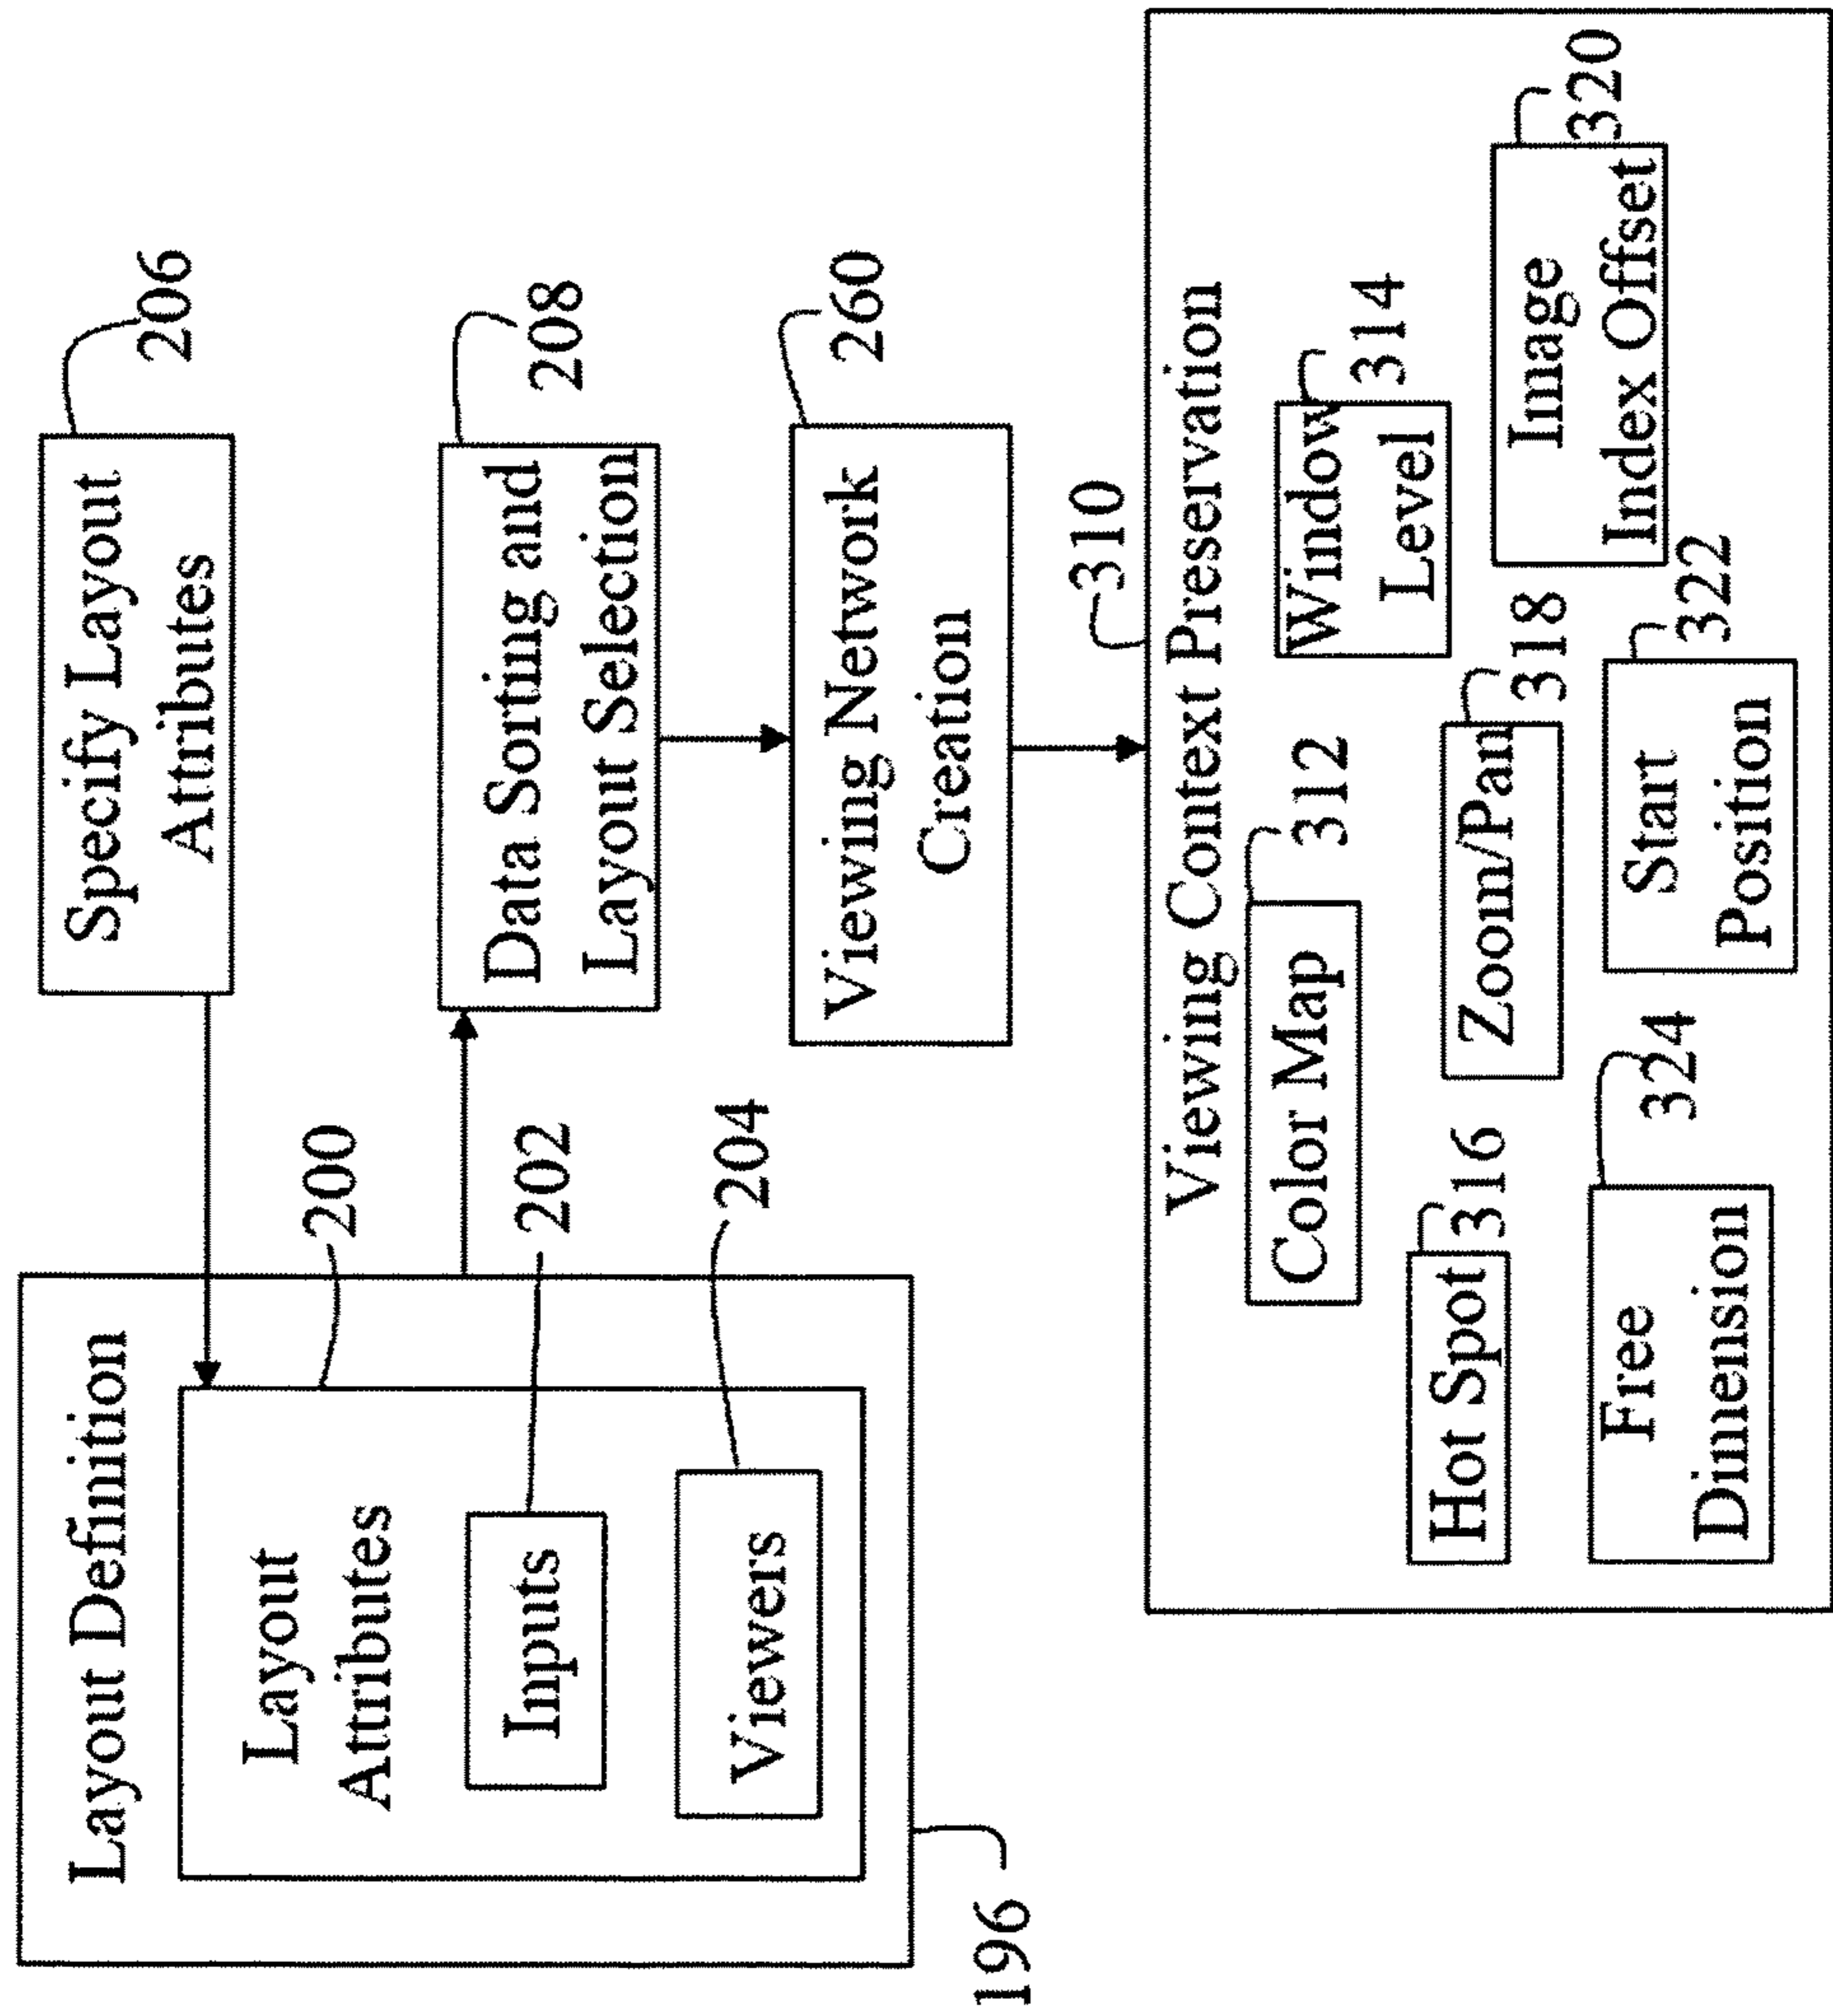 Layout Definition
Layout
Attributes
Inputs
Viewers
196
200
202
204
Specify Layout
Attributes
206
Data Sorting and
Layout Selection
208
Viewing Network
Creation
260
310
Viewing Context Preservation
Color Map
312
Window
Level
314
Hot Spot
316
Zoom/Pan
318
Image
Index Offset
320
Free
Dimension
324
Start
Position
322